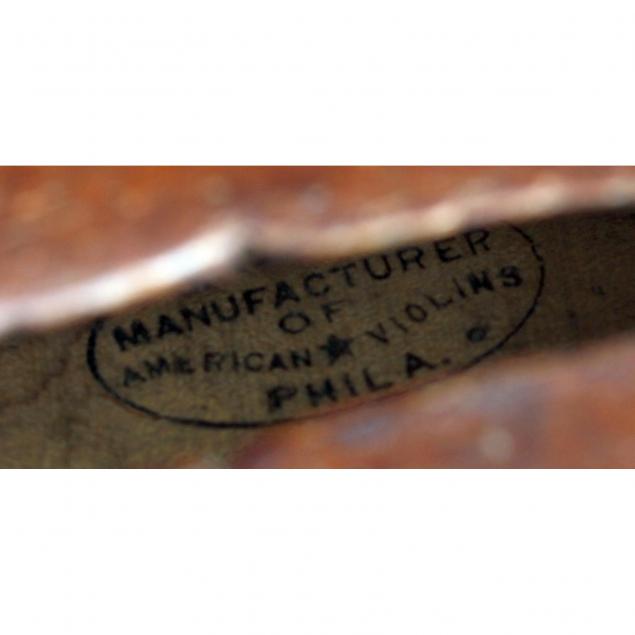 MANUFACTURER
OF
AMERICAN ★ VIOLINS
PHILA.